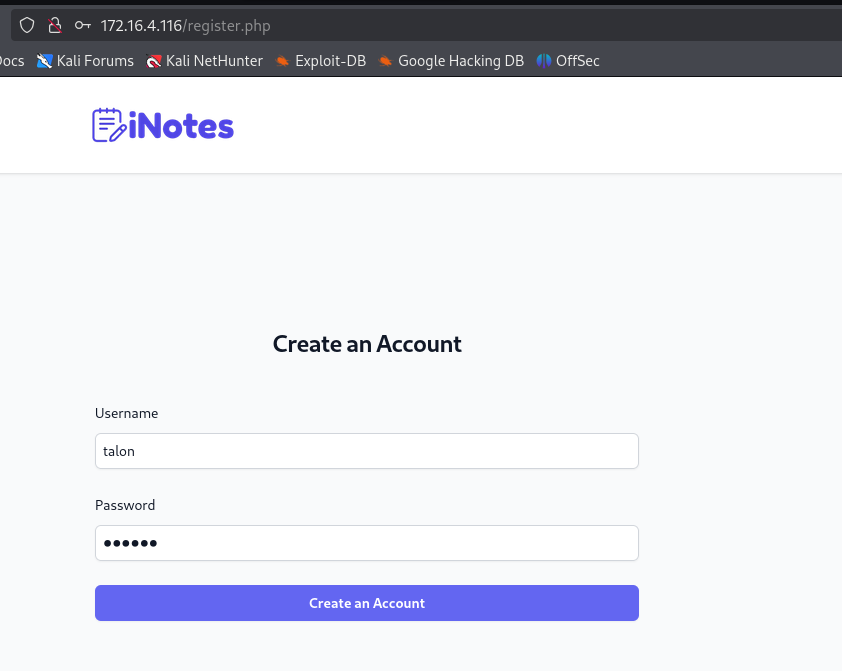 172.16.4.116/register.php
Docs Kali Forums Kali NetHunter Exploit-DB Google Hacking DB OffSec
iNotes
Create an Account
Username
talon
Password
••••••
Create an Account